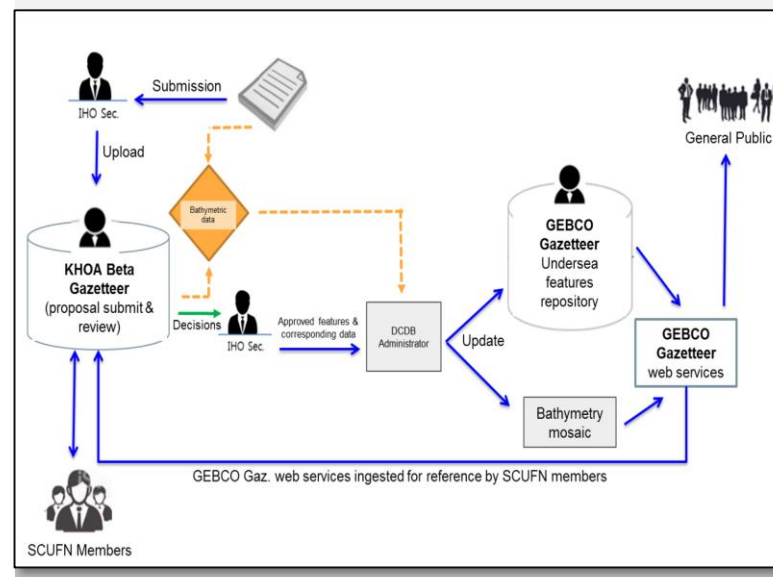 Submission
IHO Sec.
General Public
Upload
Bathymetric
data
GEBCO
Gazetteer
Undersea
features
repository
KHOA Beta
Gazetteer
(proposal submit &
review)
Decisions
IHO Sec.
Approved features &
corresponding data
DCDB
Administrator
Update
GEBCO
Gazetteer
web services
Bathymetry
mosaic
GEBCO Gaz. web services ingested for reference by SCUFN members
SCUFN Members